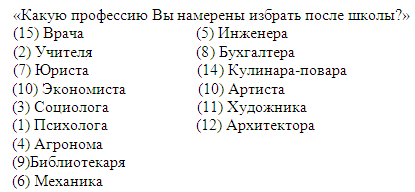 «Какую профессию Вы намерены избрать после школы?»
(15) Врача (5) Инженера
(2) Учителя (8) Бухгалтера
(7) Юриста (14) Кулинара-повара
(10) Экономиста (10) Артиста
(3) Социолога (11) Художника
(1) Психолога (12) Архитектора
(4) Агронома
(9)Библиотекаря
(6) Механика